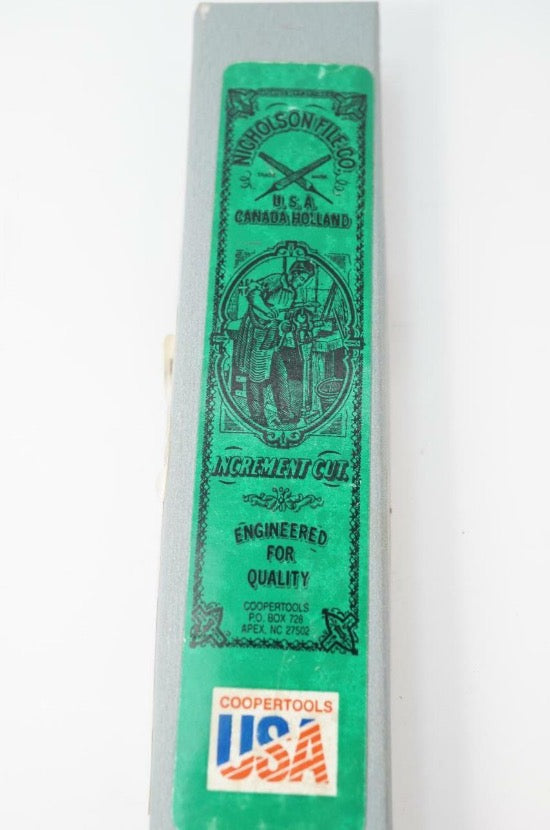 NICHOLSON FILE CO.
TRADE MARK
U.S.A.
CANADA HOLLAND
INCREMENT CUT.
ENGINEERED
FOR
QUALITY
COOPERTOOLS
P.O. BOX 728
APEX, NC 27502
COOPERTOOLS
USA